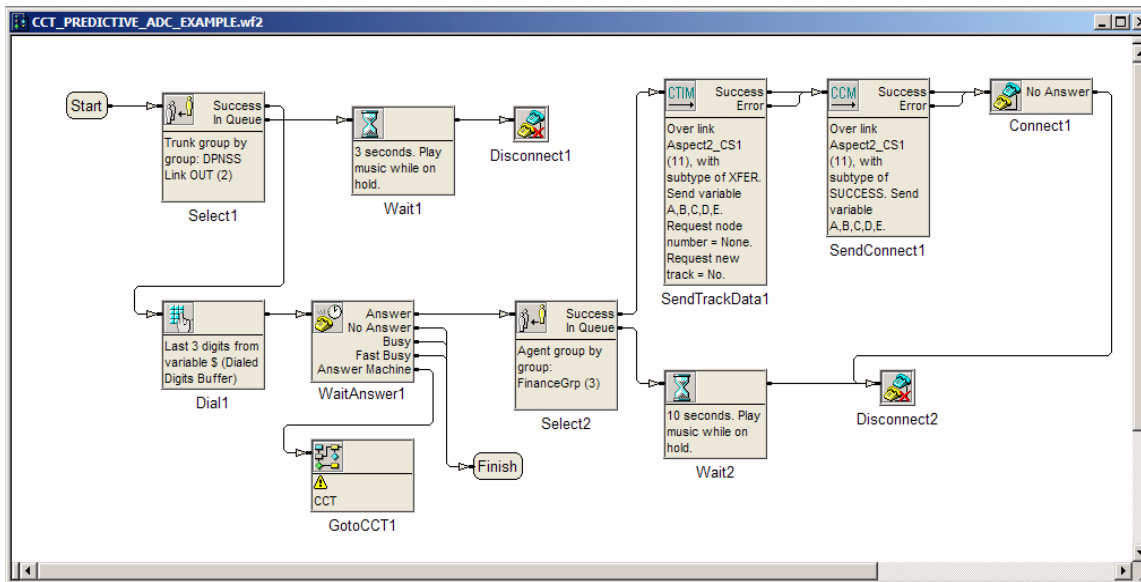 CCT_PREDICTIVE_ADC_EXAMPLE.wf2
Start
Success
In Queue
Trunk group by
group: DPNSS
Link OUT (2)
Select1
3 seconds. Play
music while on
hold.
Wait1
Disconnect1
CTIM
Success
Error
Over link
Aspect2_CS1
(11), with
subtype of XFER.
Send variable
A,B,C,D,E.
Request node
number = None.
Request new
track = No.
SendTrackData1
CCM
Success
Error
Over link
Aspect2_CS1
(11), with
subtype of
SUCCESS. Send
variable
A,B,C,D,E.
SendConnect1
No Answer
Connect1
Last 3 digits from
variable $ (Dialed
Digits Buffer)
Dial1
Answer
No Answer
Busy
Fast Busy
Answer Machine
WaitAnswer1
Success
In Queue
Agent group by
group:
FinanceGrp (3)
Select2
10 seconds. Play
music while on
hold.
Wait2
Disconnect2
CCT
GotoCCT1
Finish